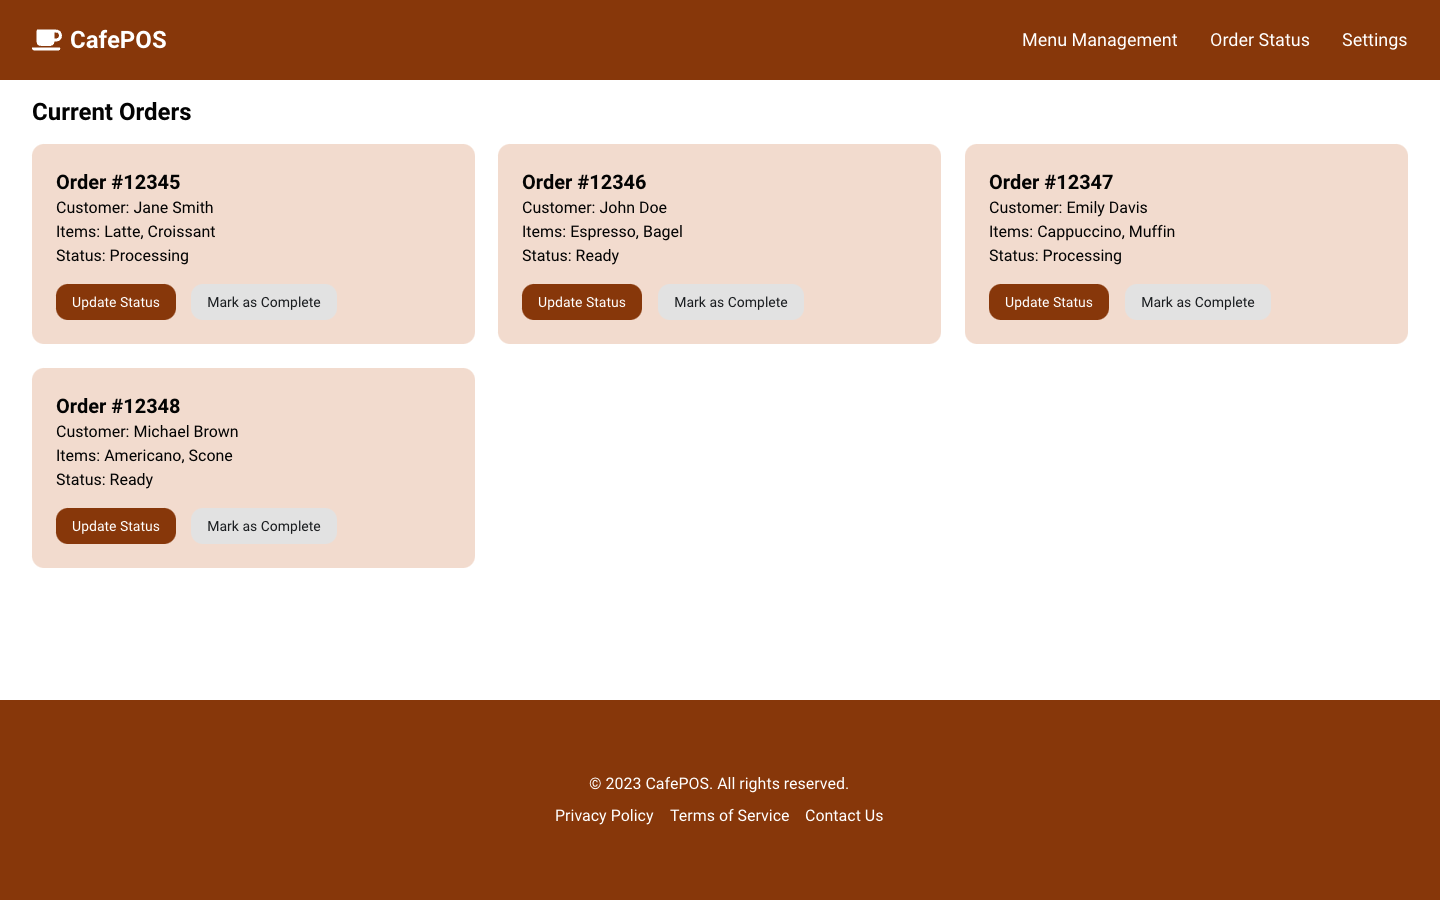 CafePOS
Menu Management
Order Status
Settings
Current Orders
Order #12345
Customer: Jane Smith
Items: Latte, Croissant
Status: Processing
Update Status
Mark as Complete
Order #12346
Customer: John Doe
Items: Espresso, Bagel
Status: Ready
Update Status
Mark as Complete
Order #12347
Customer: Emily Davis
Items: Cappuccino, Muffin
Status: Processing
Update Status
Mark as Complete
Order #12348
Customer: Michael Brown
Items: Americano, Scone
Status: Ready
Update Status
Mark as Complete
© 2023 CafePOS. All rights reserved.
Privacy Policy
Terms of Service
Contact Us